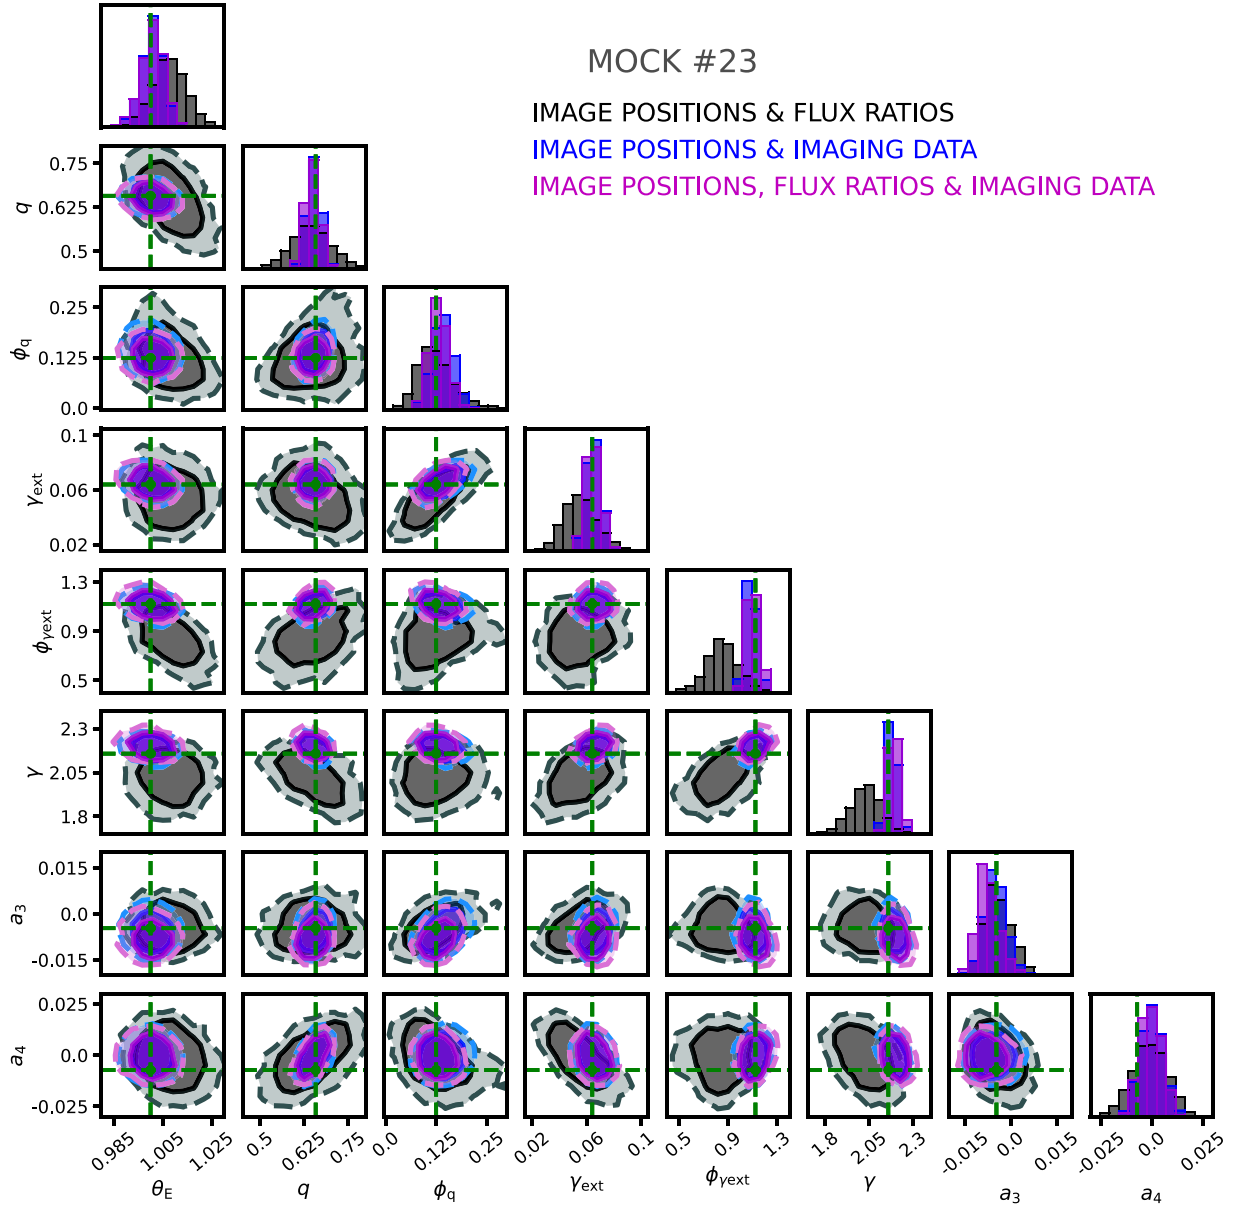 MOCK #23
IMAGE POSITIONS & FLUX RATIOS
IMAGE POSITIONS & IMAGING DATA
IMAGE POSITIONS, FLUX RATIOS & IMAGING DATA
q
0.75
0.625
0.5
ϕq
0.25
0.125
0.0
γext
0.1
0.06
0.02
ϕγext
1.3
0.9
0.5
γ
2.3
2.05
1.8
a3
0.015
0.0
-0.015
a4
0.025
0.0
-0.025
0.985 1.005 1.025
0.5 0.625 0.75
0.0 0.125 0.25
0.02 0.06 0.1
0.5 0.9 1.3
1.8 2.05 2.3
-0.015 0.0 0.015
-0.025 0.0 0.025
θE q ϕq γext ϕγext γ a3 a4